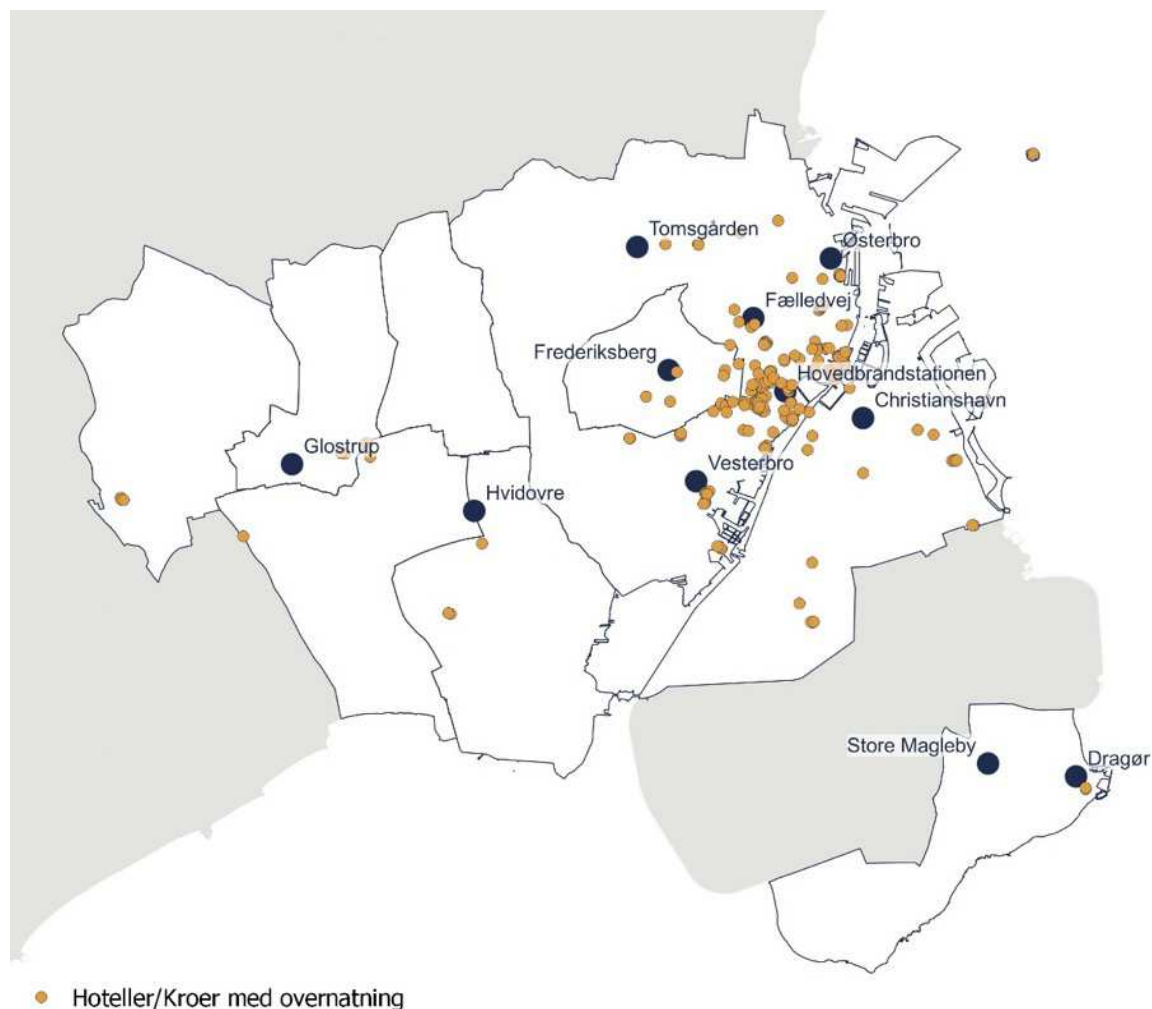 Tomsgården
Østerbro
Fælledvej
Frederiksberg
Hovedbrandstationen
Christianshavn
Glostrup
Vesterbro
Hvidovre
Store Magleby
Dragør
Hoteller/Kroer med overnatning